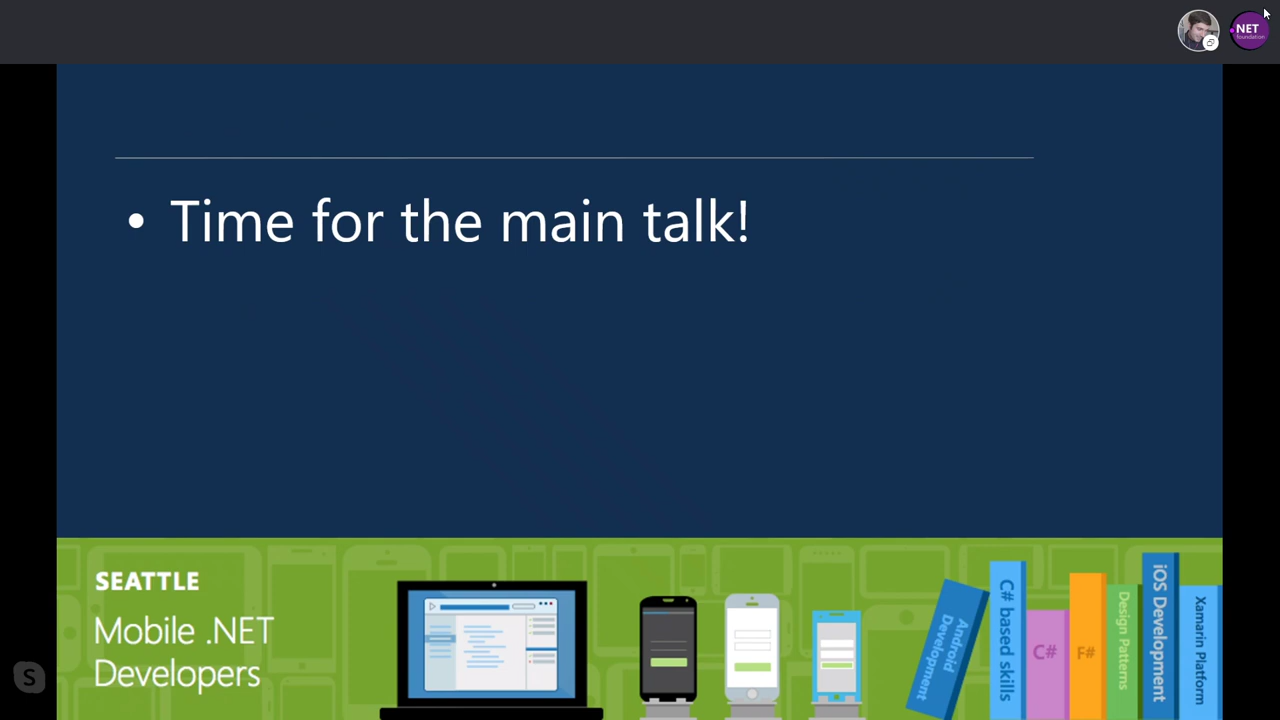 NET
foundation
• Time for the main talk!
SEATTLE
Mobile .NET
Developers
Android
Development
C# based skills
C#
F#
Design Patterns
iOS Development
Xamarin Platform
S